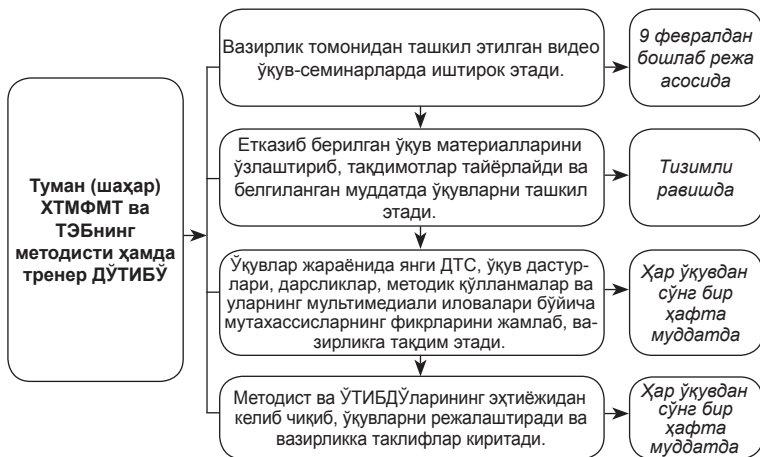 Туман (шаҳар)
ХТМФМТ ва
ТЭБнинг
методисти ҳамда
тренер ДЎТИБЎ
Вазирлик томонидан ташкил этилган видео
ўқув-семинарларда иштирок этади.
9 февралдан
бошлаб режа
асосида
Етказиб берилган ўқув материалларини
ўзлаштириб, тақдимотлар тайёрлайди ва
белгиланган муддатда ўқувларни ташкил
этади.
Тизимли
равишда
Ўқувлар жараёнида янги ДТС, ўқув дастур-
лари, дарсликлар, методик қўлланмалар ва
уларнинг мультимедиали иловалари бўйича
мутахассисларнинг фикрларини жамлаб, ва-
зирликга тақдим этади.
Ҳар ўқувдан
сўнг бир
ҳафта
муддатда
Методист ва ЎТИБДЎларининг эҳтиёжидан
келиб чиқиб, ўқувларни режалаштиради ва
вазирликка таклифлар киритади.
Ҳар ўқувдан
сўнг бир
ҳафта
муддатда